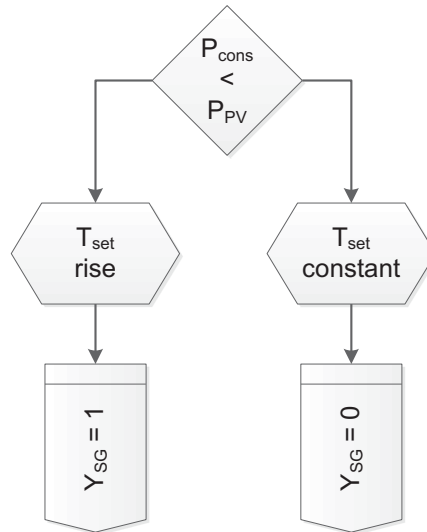 P_cons
<
P_PV
T_set
rise
T_set
constant
Y_SG = 1
Y_SG = 0